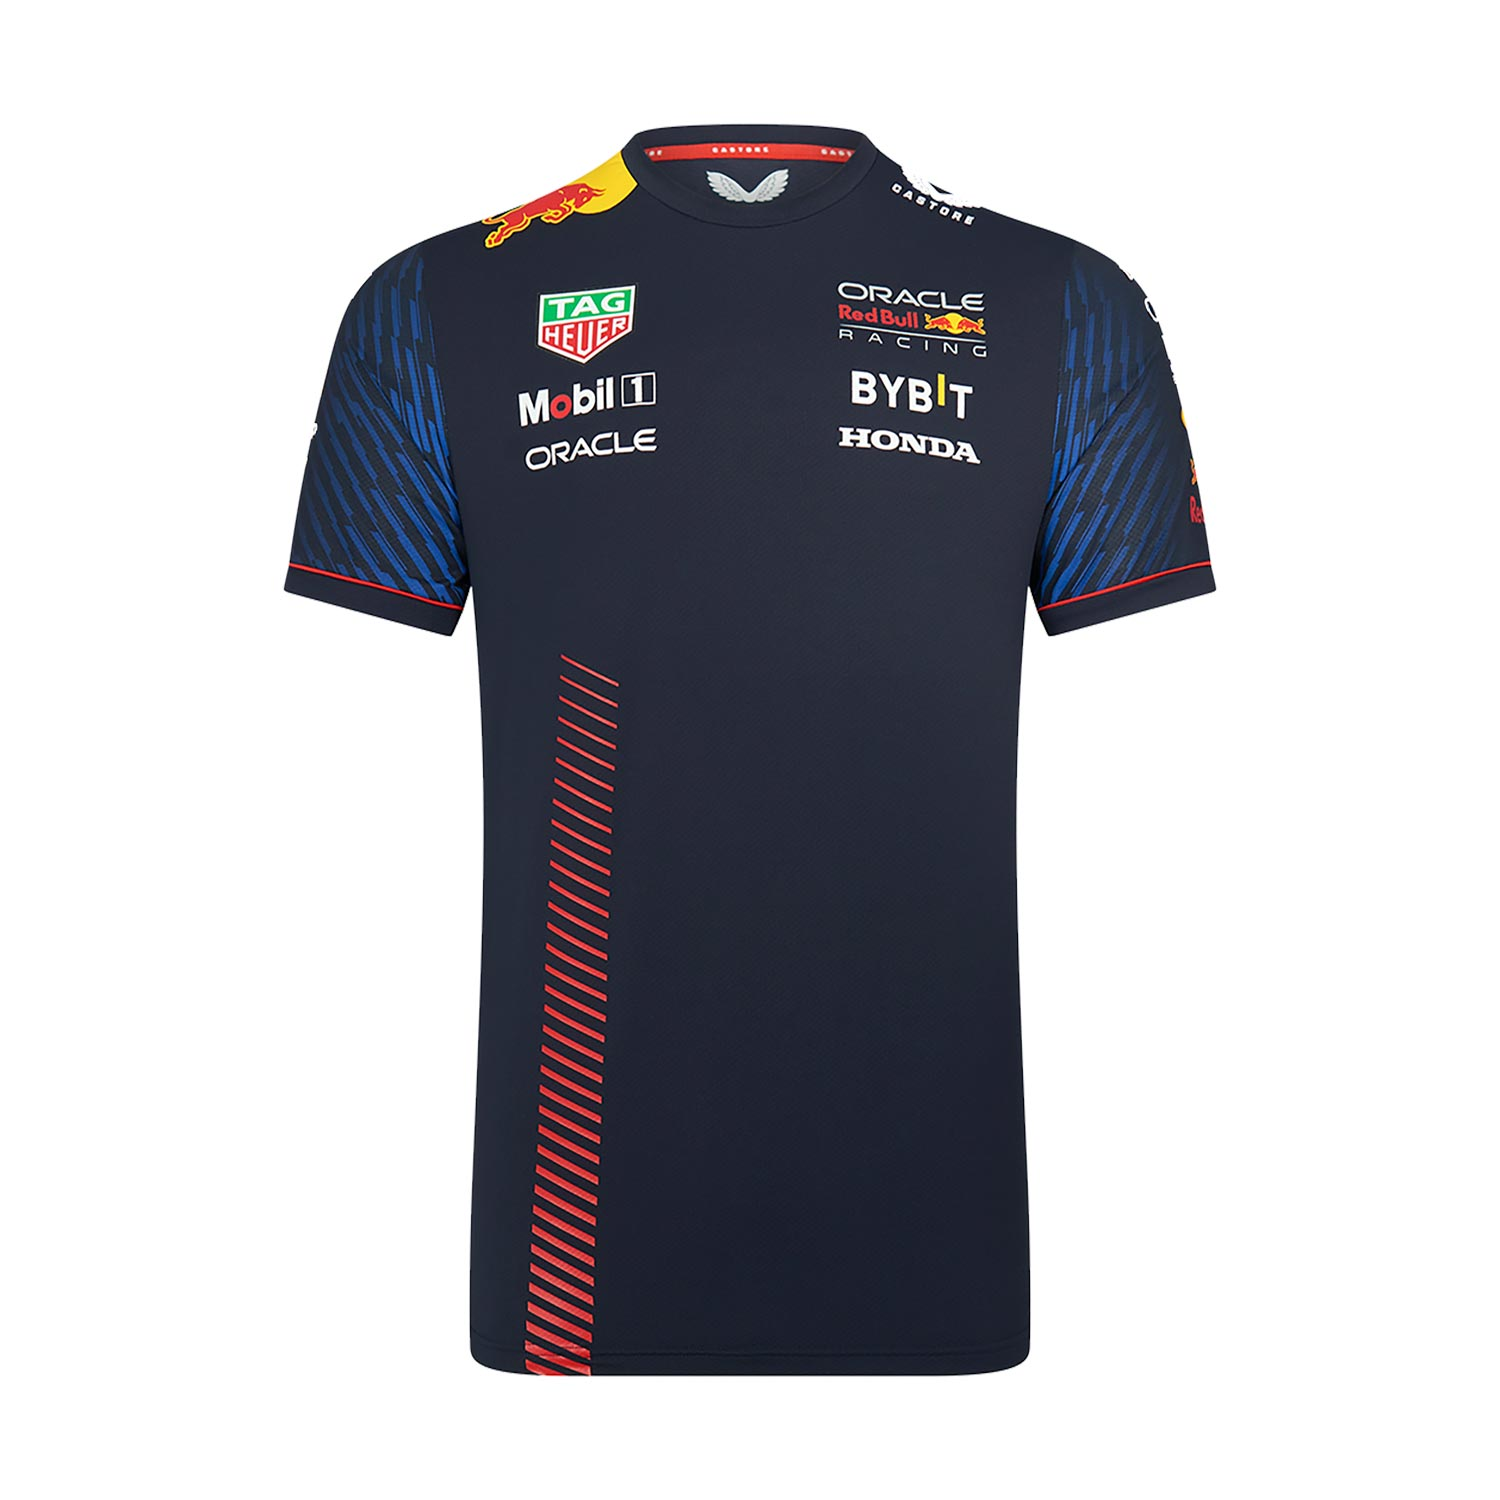 CASTORE
CASTORE
TAG
HEUER
Mobil 1
ORACLE
ORACLE
Red Bull
RACING
BYBIT
HONDA